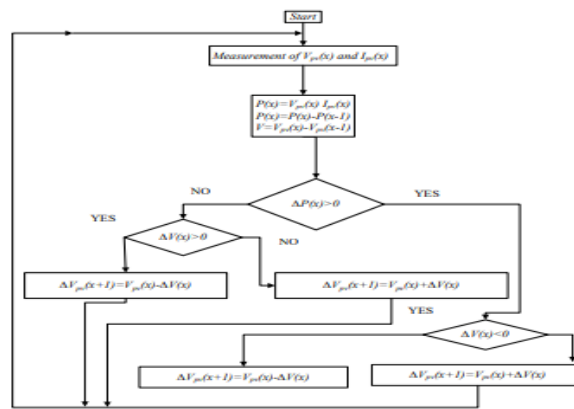 Start
Measurement of Vpv(x) and Ipv(x)
P(x)=Vpv(x) Ipv(x)
P(x)=P(x)-P(x-1)
V=Vpv(x)-Vpv(x-1)
NO
YES
ΔP(x)>0
YES
ΔV(x)>0
NO
ΔVpv(x+1)=Vpv(x)-ΔV(x)
ΔVpv(x+1)=Vpv(x)+ΔV(x)
YES
ΔV(x)<0
ΔVpv(x+1)=Vpv(x)-ΔV(x)
ΔVpv(x+1)=Vpv(x)+ΔV(x)